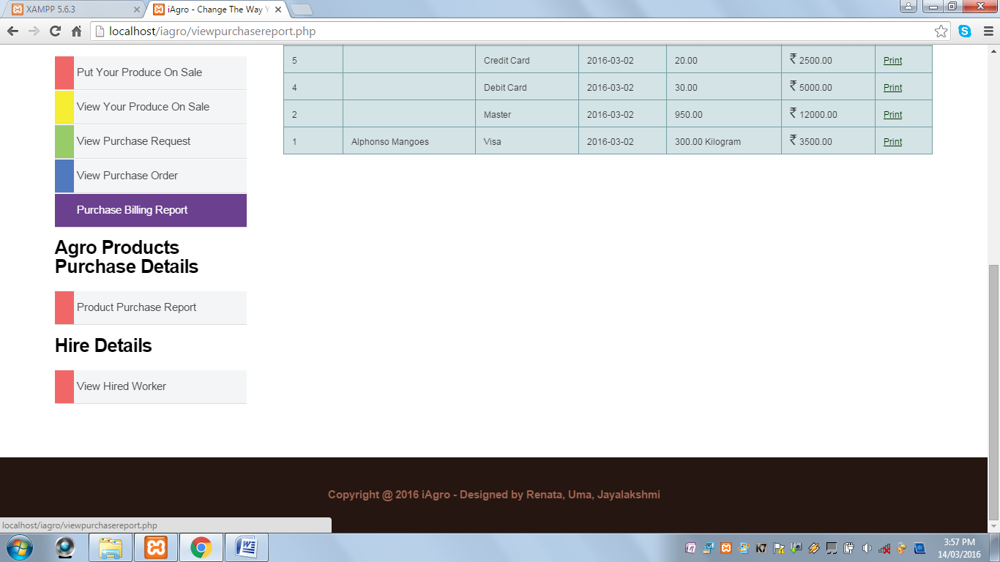 XAMPP 5.6.3
iAgro - Change The Way Y
localhost/iagro/viewpurchasereport.php
Put Your Produce On Sale
View Your Produce On Sale
View Purchase Request
View Purchase Order
Purchase Billing Report
Agro Products
Purchase Details
Product Purchase Report
Hire Details
View Hired Worker
5 Credit Card 2016-03-02 20.00 ₹ 2500.00 Print
4 Debit Card 2016-03-02 30.00 ₹ 5000.00 Print
2 Master 2016-03-02 950.00 ₹ 12000.00 Print
1 Alphonso Mangoes Visa 2016-03-02 300.00 Kilogram ₹ 3500.00 Print
Copyright @ 2016 iAgro - Designed by Renata, Uma, Jayalakshmi
localhost/iagro/viewpurchasereport.php
K7
3:57 PM
14/03/2016